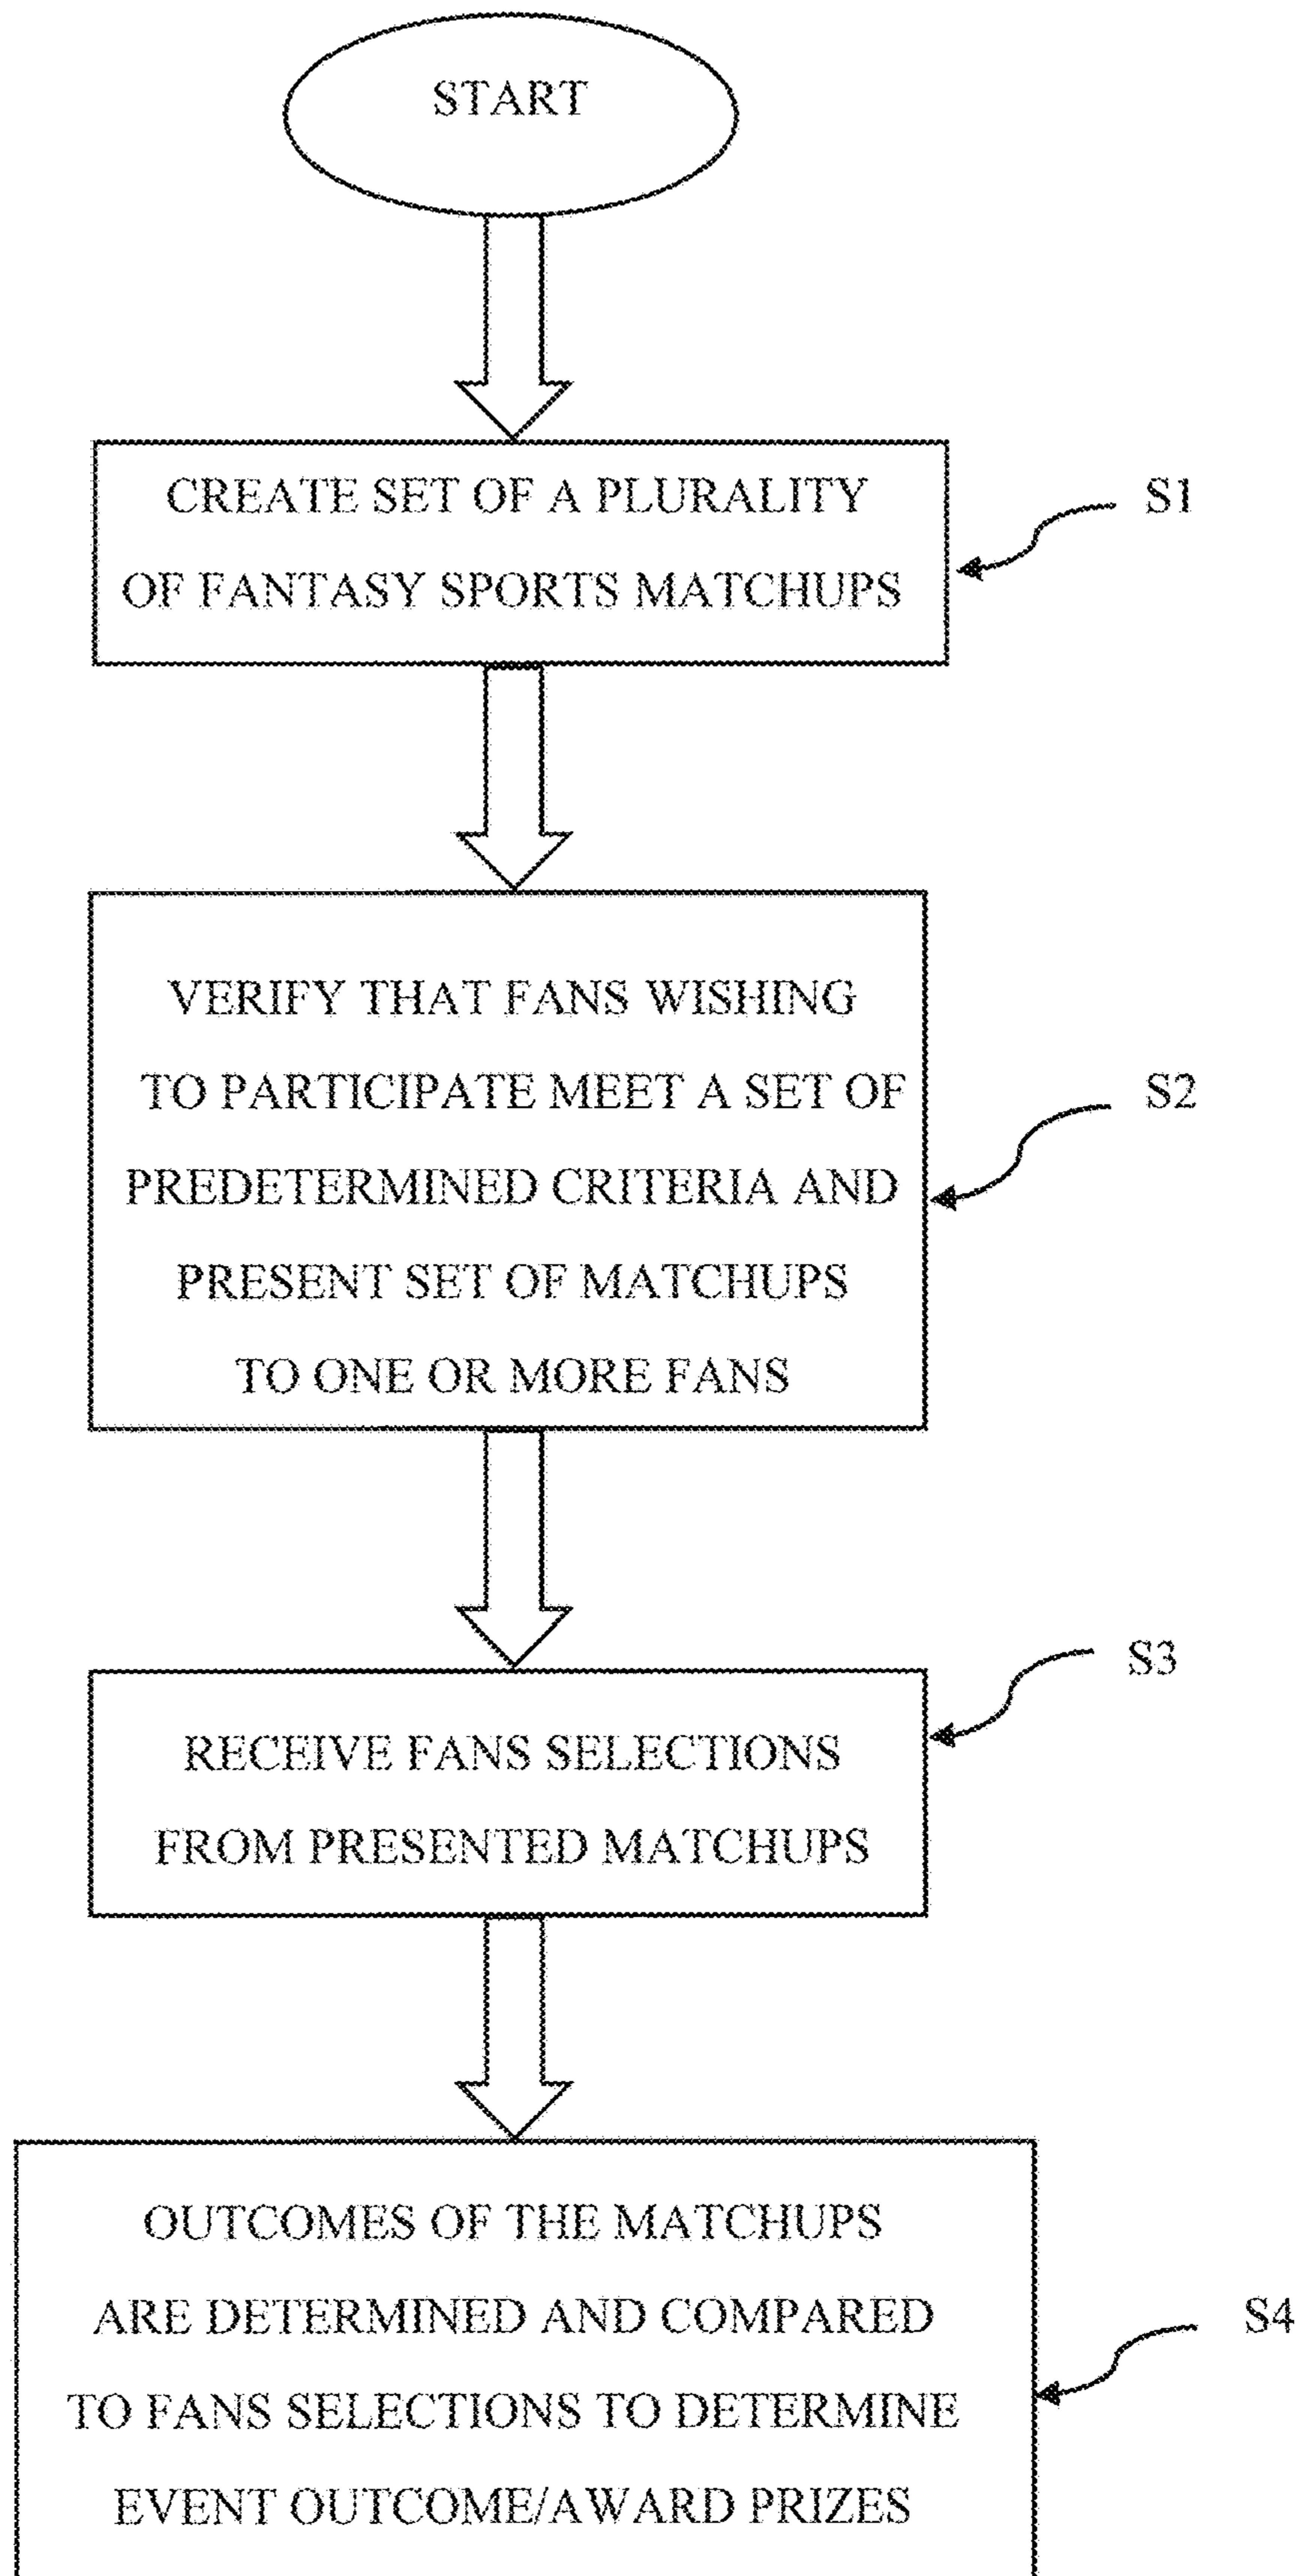 START
CREATE SET OF A PLURALITY
OF FANTASY SPORTS MATCHUPS
S1
VERIFY THAT FANS WISHING
TO PARTICIPATE MEET A SET OF
PREDETERMINED CRITERIA AND
PRESENT SET OF MATCHUPS
TO ONE OR MORE FANS
S2
RECEIVE FANS SELECTIONS
FROM PRESENTED MATCHUPS
S3
OUTCOMES OF THE MATCHUPS
ARE DETERMINED AND COMPARED
TO FANS SELECTIONS TO DETERMINE
EVENT OUTCOME/AWARD PRIZES
S4